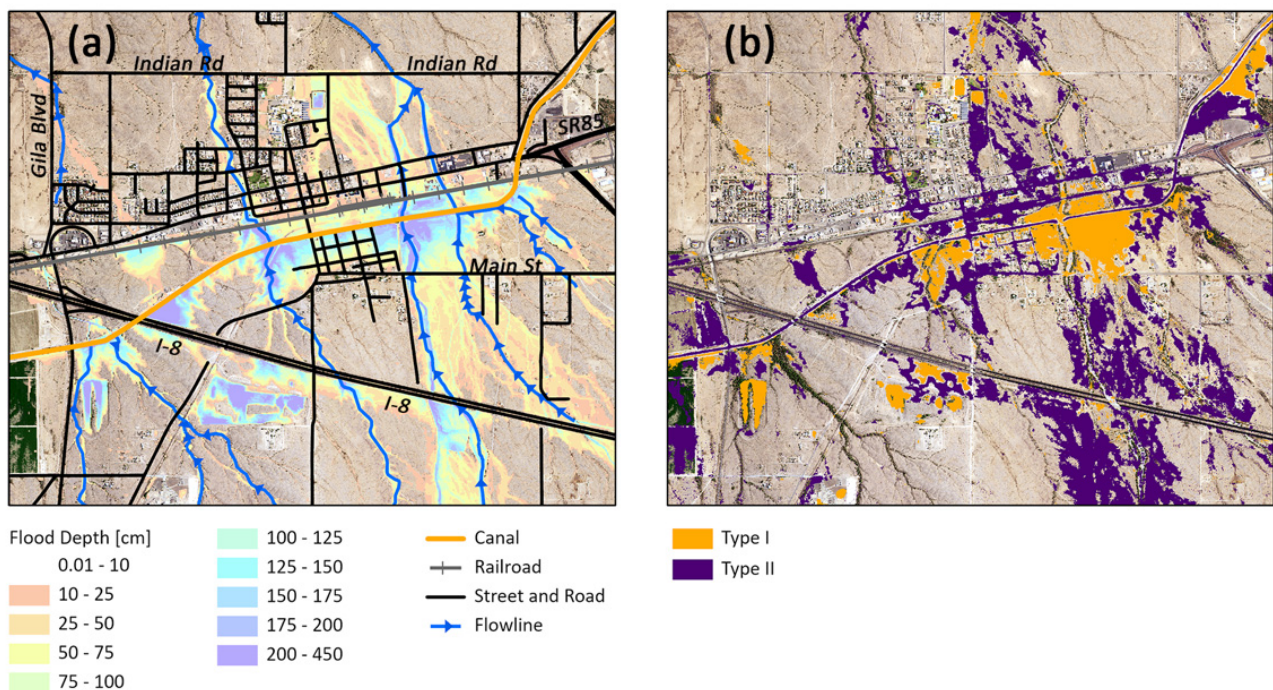 (a)
Indian Rd
Indian Rd
Gila Blvd
SR85
Main St
I-8
I-8
(b)
Flood Depth [cm]
0.01 - 10
10 - 25
25 - 50
50 - 75
75 - 100
100 - 125
125 - 150
150 - 175
175 - 200
200 - 450
Canal
Railroad
Street and Road
Flowline
Type I
Type II